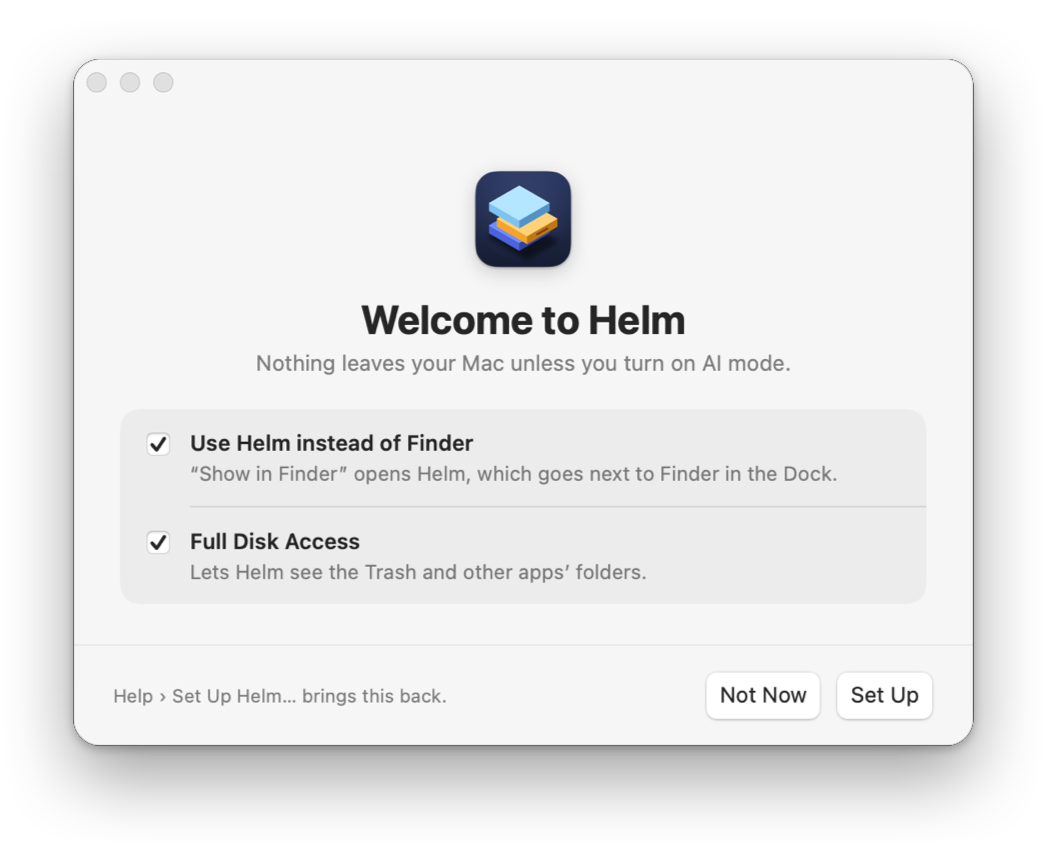 Welcome to Helm
Nothing leaves your Mac unless you turn on AI mode.
Use Helm instead of Finder
“Show in Finder” opens Helm, which goes next to Finder in the Dock.
Full Disk Access
Lets Helm see the Trash and other apps’ folders.
Help › Set Up Helm… brings this back.
Not Now
Set Up